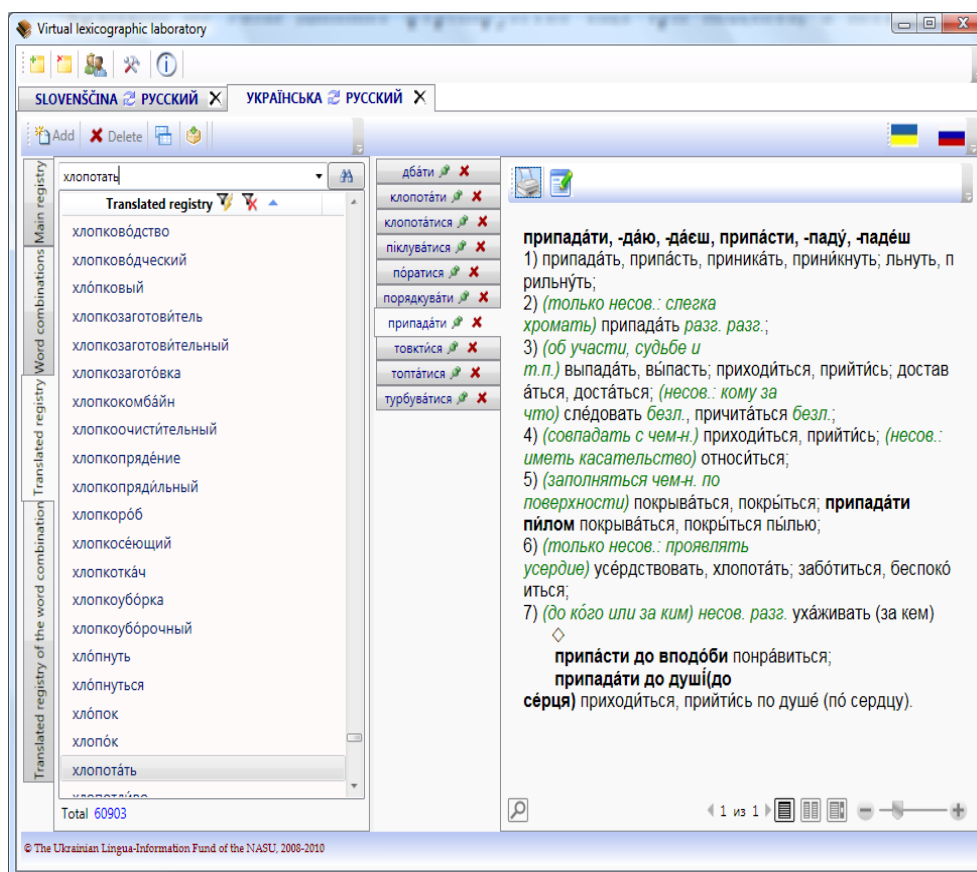 Virtual lexicographic laboratory
SLOVENŠČINA РУССКИЙ X
УКРАЇНСЬКА РУССКИЙ X
Add Delete
Main registry
Word combinations
Translated registry
Translated registry of the word combination
хлопотать
Translated registry
хлопково́дство
хлопково́дческий
хло́пковый
хлопкозаготови́тель
хлопкозаготови́тельный
хлопкозагото́вка
хлопкокомба́йн
хлопкоочисти́тельный
хлопкопряде́ние
хлопкопряди́льный
хлопкоро́б
хлопкосе́ющий
хлопкотка́ч
хлопкоубо́рка
хлопкоубо́рочный
хло́пнуть
хло́пнуться
хло́пок
хлопо́к
хлопота́ть
Total 60903
дба́ти
клопота́ти
клопота́тися
піклува́тися
по́ратися
порядкува́ти
припада́ти
товкти́ся
топта́тися
турбува́тися
припада́ти, -да́ю, -да́єш, припа́сти, -паду́, -паде́ш
1) припада́ть, припа́сть, приника́ть, прини́кнуть; льнуть, п
рильну́ть;
2) (только несов.: слегка
хромать) припада́ть разг. разг.;
3) (об участи, судьбе и
т.п.) выпада́ть, вы́пасть; приходи́ться, прийти́сь; достав
а́ться, доста́ться; (несов.: кому за
что) сле́довать безл., причита́ться безл.;
4) (совпадать с чем-н.) приходи́ться, прийти́сь; (несов.:
иметь касательство) относи́ться;
5) (заполняться чем-н. по
поверхности) покрыва́ться, покры́ться; припада́ти
пи́лом покрыва́ться, покры́ться пы́лью;
6) (только несов.: проявлять
усердие) усе́рдствовать, хлопота́ть; забо́титься, беспоко́
иться;
7) (до ко́го или за ким) несов. разг. уха́живать (за кем)
◇
припа́сти до вподо́би понра́виться;
припада́ти до душі́(до
се́рця) приходи́ться, прийти́сь по душе́ (по́ сердцу).
1 из 1
© The Ukrainian Lingua-Information Fund of the NASU, 2008-2010